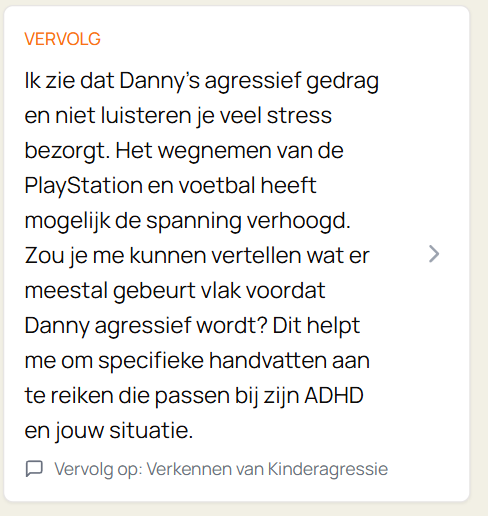 VERVOLG
Ik zie dat Danny's agressief gedrag
en niet luisteren je veel stress
bezorgt. Het wegnemen van de
PlayStation en voetbal heeft
mogelijk de spanning verhoogd.
Zou je me kunnen vertellen wat er
meestal gebeurt vlak voordat
Danny agressief wordt? Dit helpt
me om specifieke handvatten aan
te reiken die passen bij zijn ADHD
en jouw situatie.
Vervolg op: Verkennen van Kinderagressie